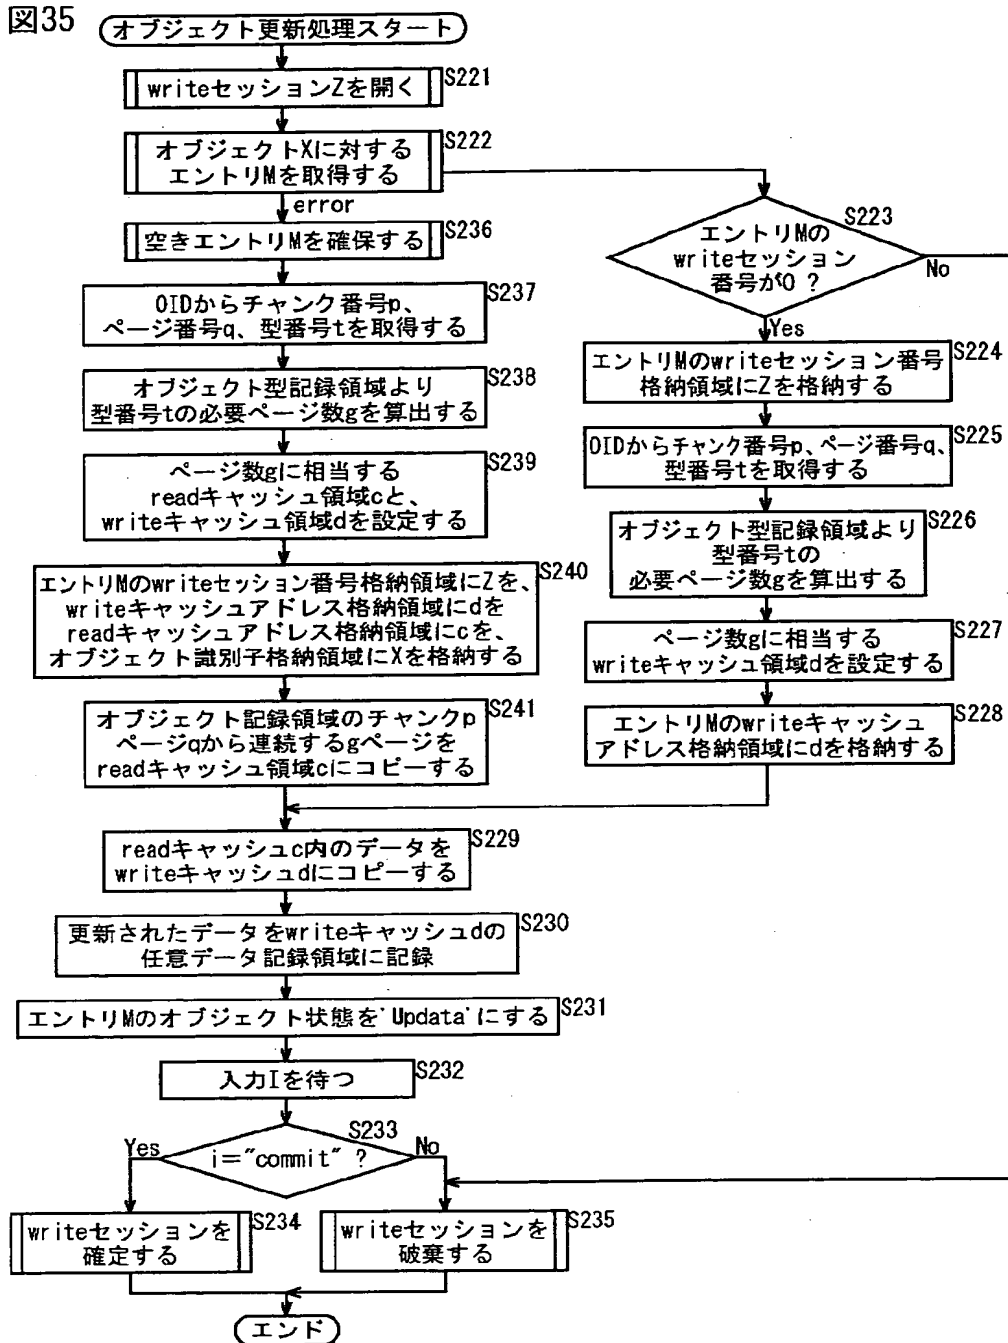 図35
オブジェクト更新処理スタート
writeセッションZを開く
S221
オブジェクトXに対する
エントリMを取得する
S222
error
空きエントリMを確保する
S236
OIDからチャンク番号p、
ページ番号q、型番号tを取得する
S237
オブジェクト型記録領域より
型番号tの必要ページ数gを算出する
S238
ページ数gに相当する
readキャッシュ領域cと、
writeキャッシュ領域dを設定する
S239
エントリMのwriteセッション番号格納領域にZを、
writeキャッシュアドレス格納領域にdを
readキャッシュアドレス格納領域にcを、
オブジェクト識別子格納領域にXを格納する
S240
オブジェクト記録領域のチャンクp
ページqから連続するgページを
readキャッシュ領域cにコピーする
S241
S223
エントリMの
writeセッション
番号が0 ?
No
Yes
エントリMのwriteセッション番号
格納領域にZを格納する
S224
OIDからチャンク番号p、ページ番号q、
型番号tを取得する
S225
オブジェクト型記録領域より
型番号tの
必要ページ数gを算出する
S226
ページ数gに相当する
writeキャッシュ領域dを設定する
S227
エントリMのwriteキャッシュ
アドレス格納領域にdを格納する
S228
readキャッシュc内のデータを
writeキャッシュdにコピーする
S229
更新されたデータをwriteキャッシュdの
任意データ記録領域に記録
S230
エントリMのオブジェクト状態を'Updata'にする
S231
入力Iを待つ
S232
S233
Yes
i="commit" ?
No
writeセッションを
確定する
S234
writeセッションを
破棄する
S235
エンド